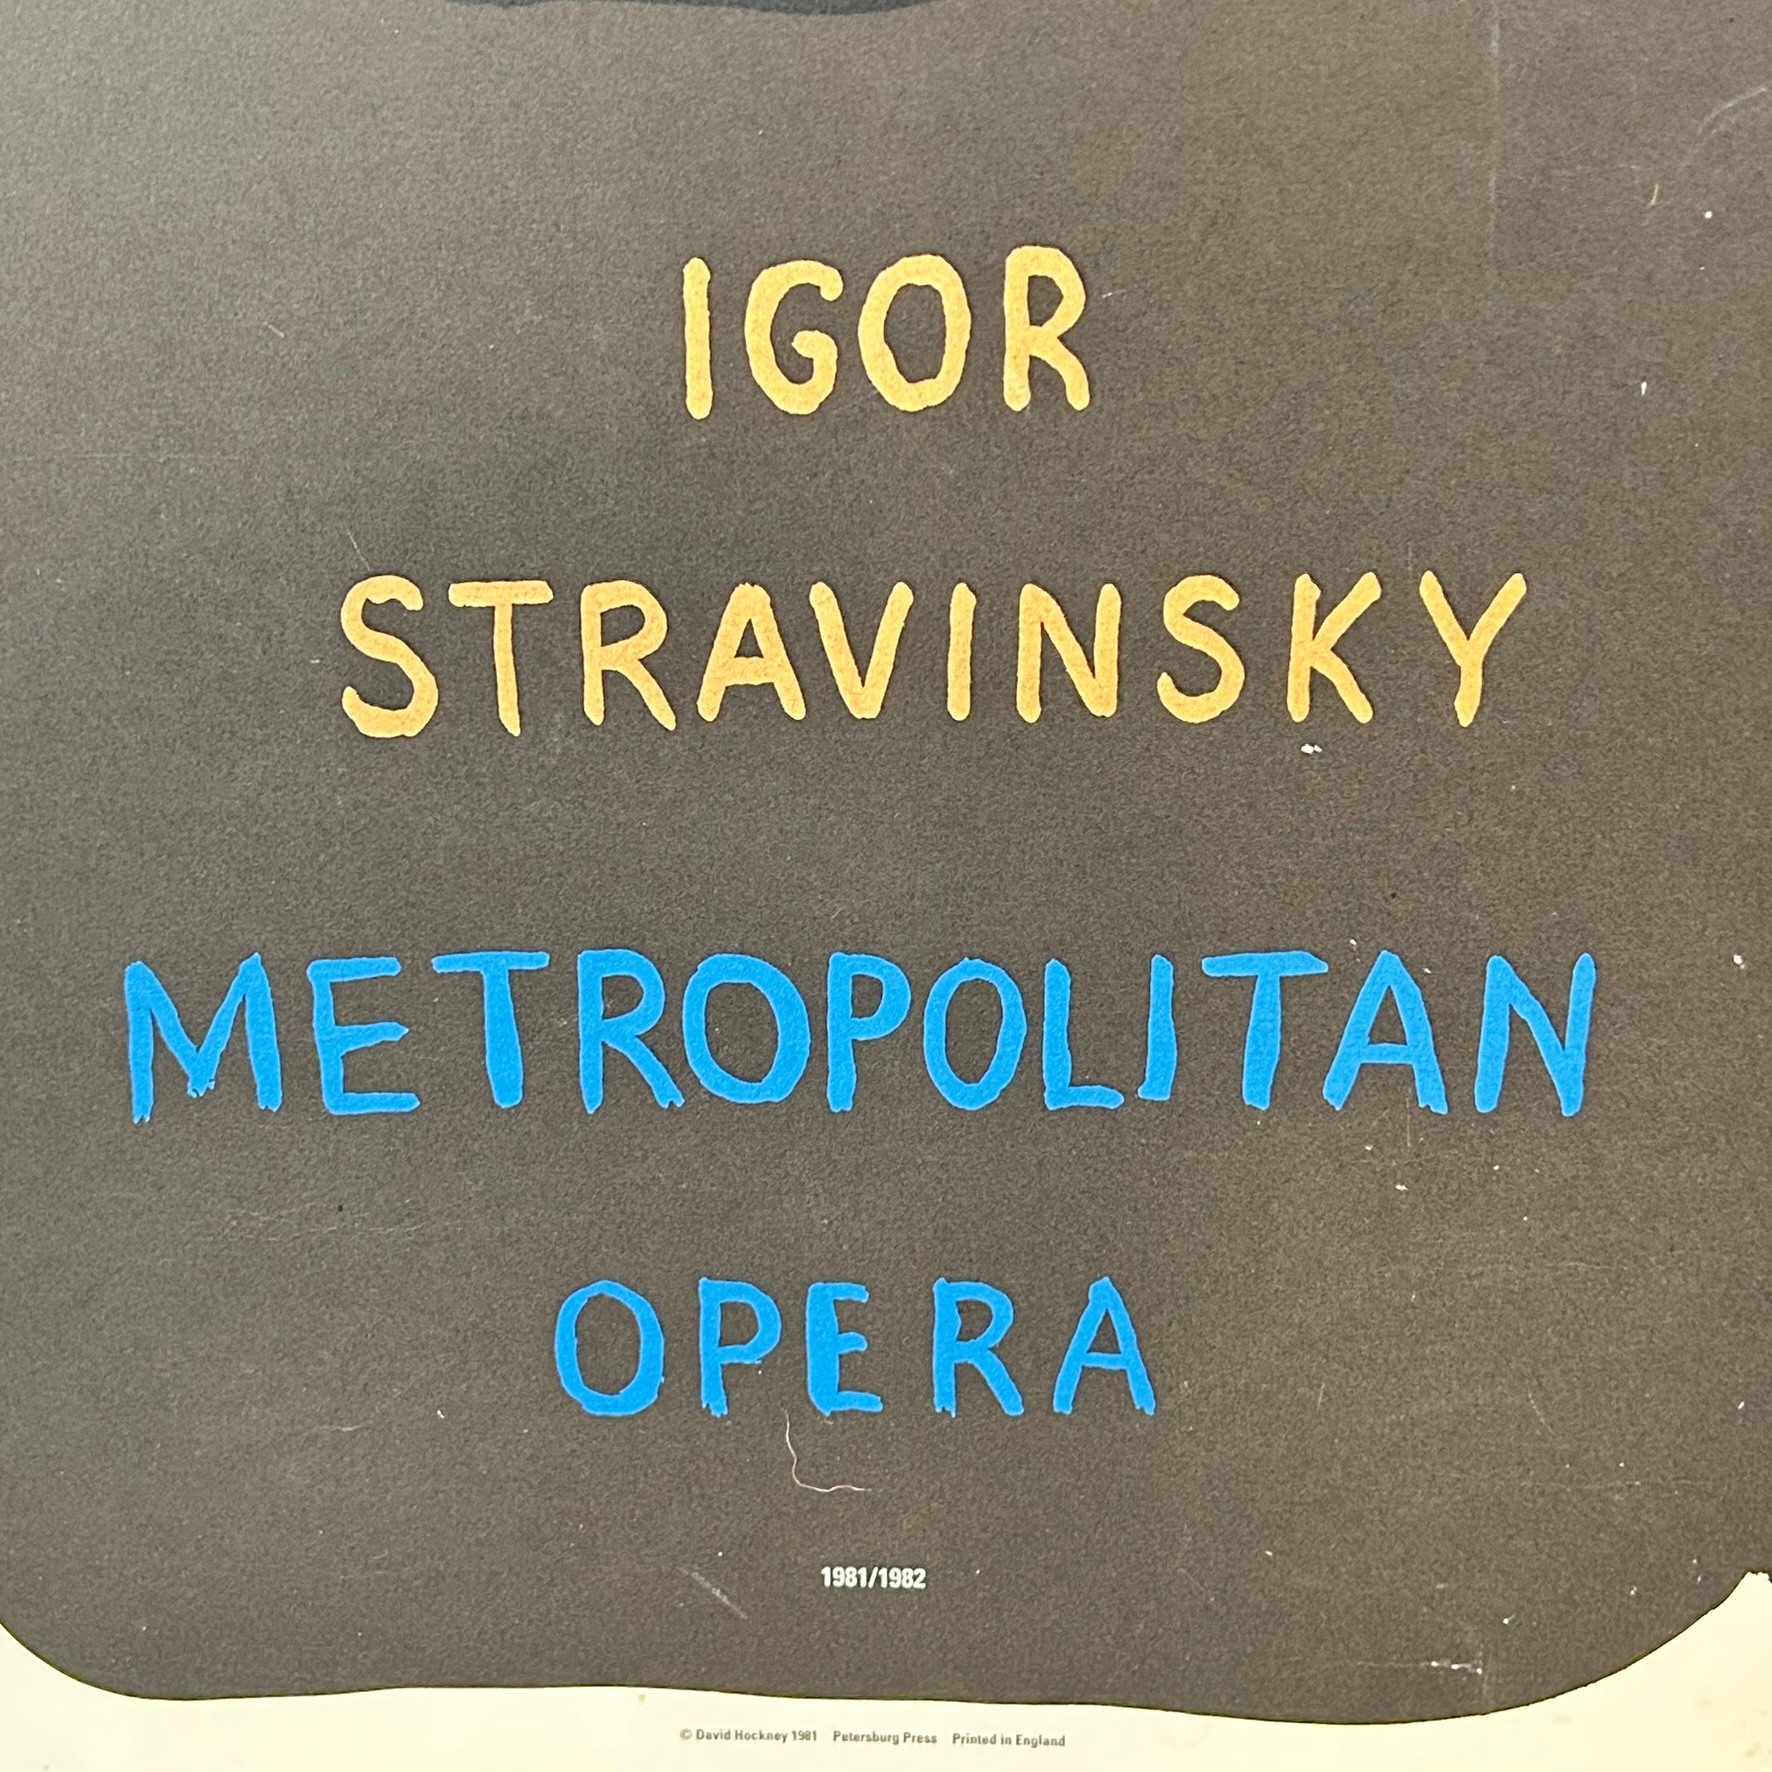 IGOR
STRAVINSKY
METROPOLITAN
OPERA
1981/1982
© David Hockney 1981 Petersburg Press Printed in England